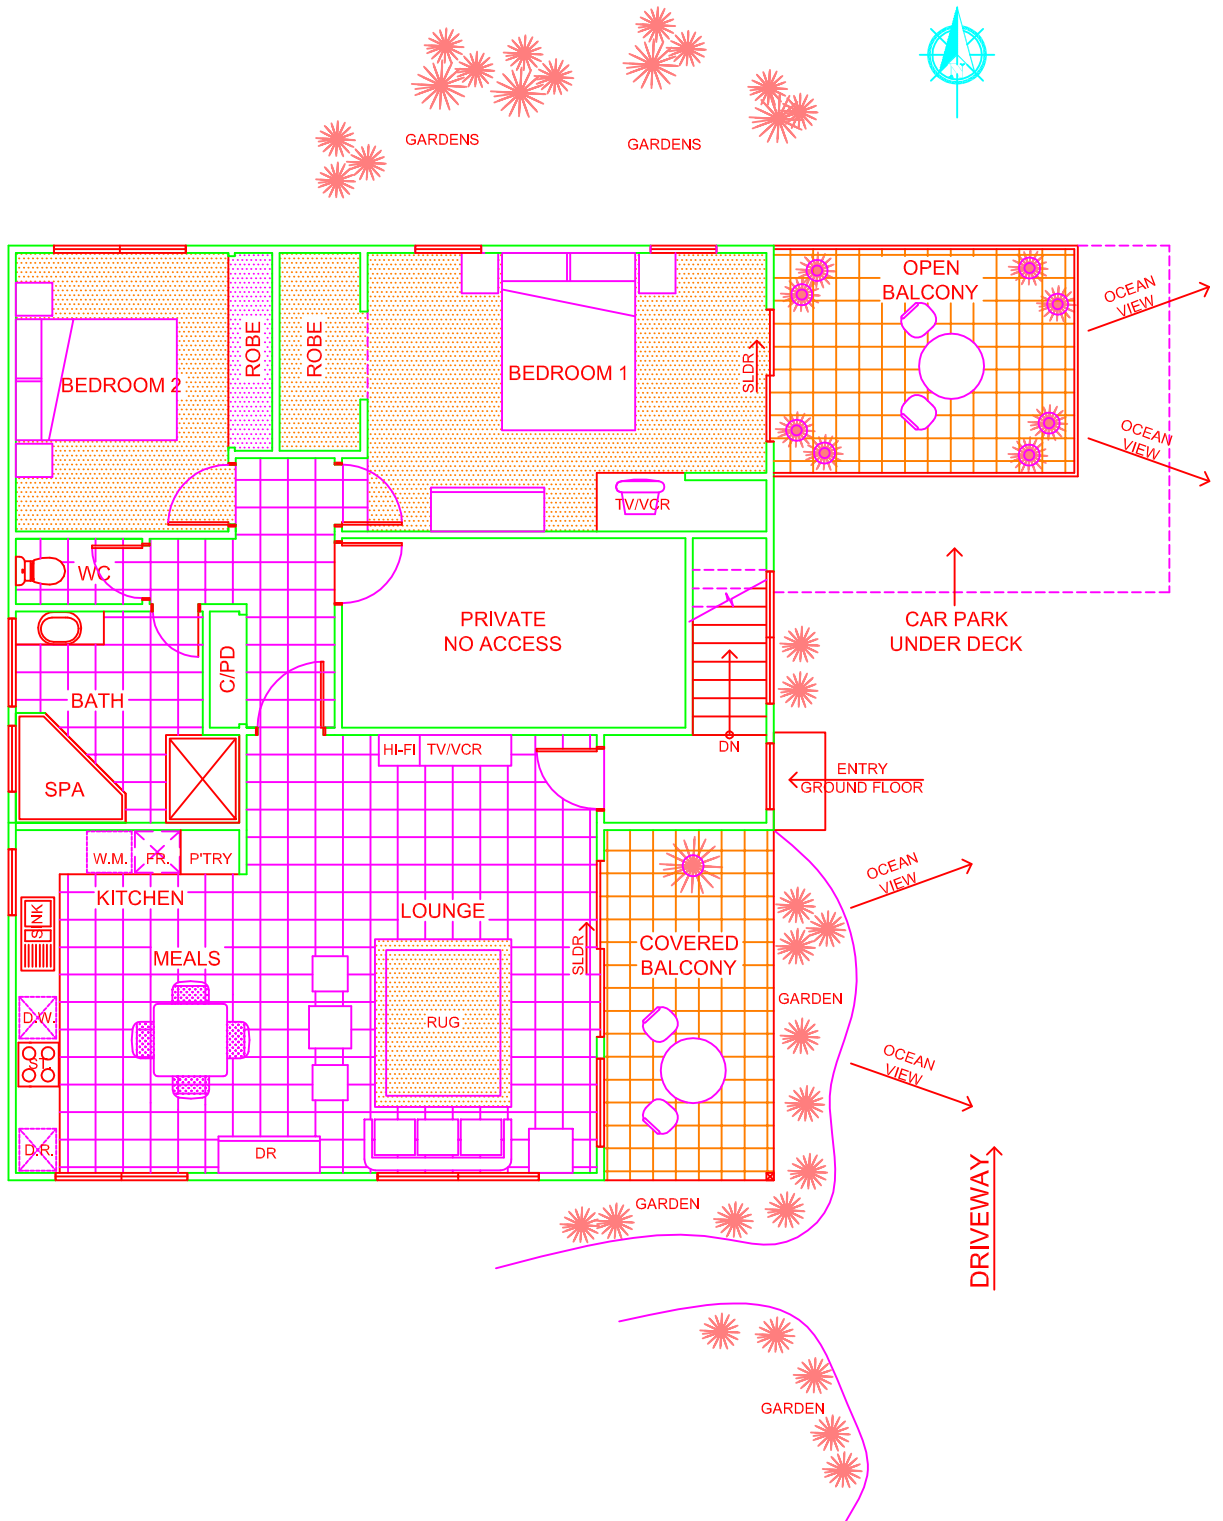 GARDENS
GARDENS
OPEN
BALCONY
OCEAN
VIEW
ROBE
ROBE
BEDROOM 2
BEDROOM 1
SLDR
OCEAN
VIEW
TV/VCR
WC
PRIVATE
NO ACCESS
CAR PARK
UNDER DECK
C/PD
BATH
HI-FI
TV/VCR
DN
SPA
ENTRY
GROUND FLOOR
W.M.
FR.
P'TRY
KITCHEN
OCEAN
VIEW
SINK
LOUNGE
MEALS
SLDR
COVERED
BALCONY
GARDEN
D.W.
RUG
ST.
OCEAN
VIEW
D.R.
DR
GARDEN
DRIVEWAY
GARDEN